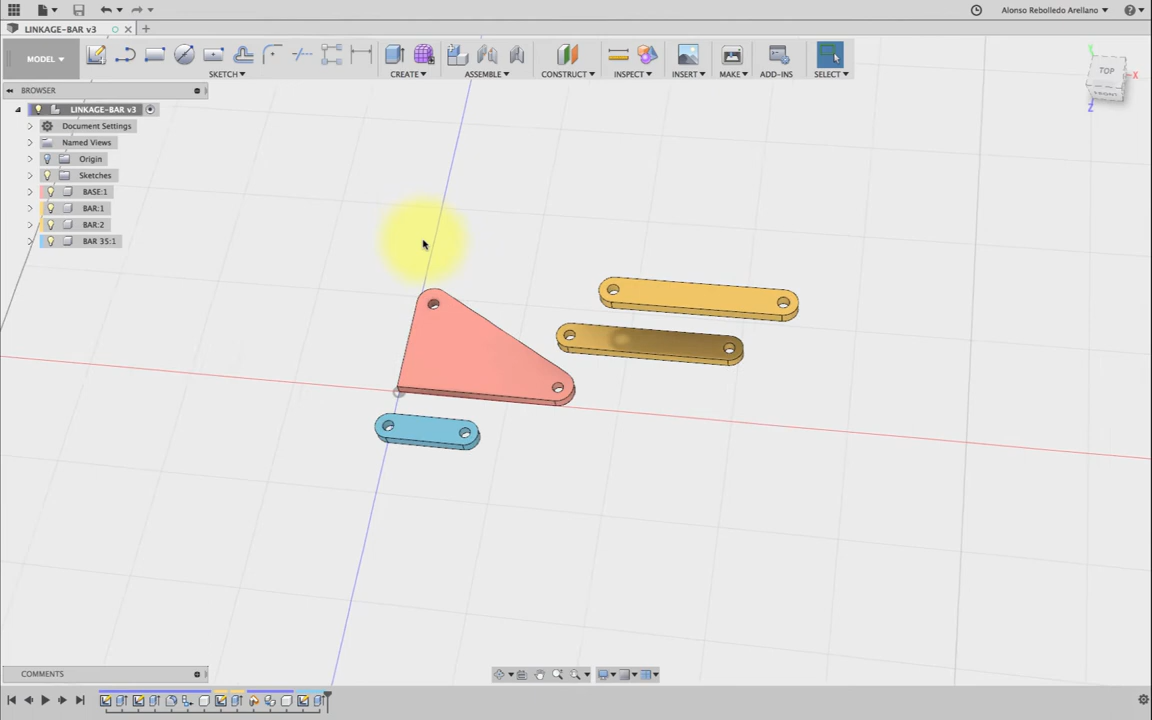 Alonso Rebolledo Arellano
LINKAGE-BAR v3
MODEL
SKETCH
CREATE
ASSEMBLE
CONSTRUCT
INSPECT
INSERT
MAKE
ADD-INS
SELECT
BROWSER
TOP
X
Z
LINKAGE-BAR v3
Document Settings
Named Views
Origin
Sketches
BASE:1
BAR:1
BAR:2
BAR 35:1
COMMENTS